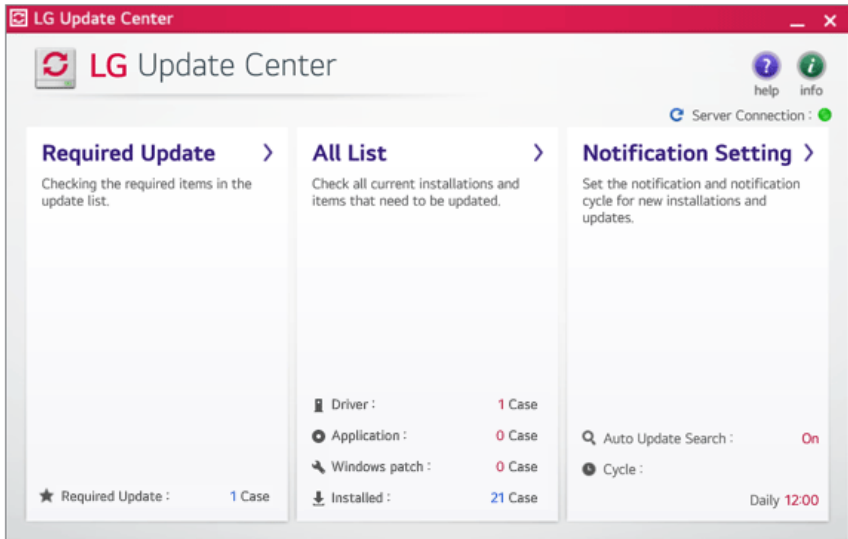 LG Update Center
LG Update Center
help
info
Server Connection :
Required Update
Checking the required items in the
update list.
Required Update : 1 Case
All List
Check all current installations and
items that need to be updated.
Driver : 1 Case
Application : 0 Case
Windows patch : 0 Case
Installed : 21 Case
Notification Setting
Set the notification and notification
cycle for new installations and
updates.
Auto Update Search : On
Cycle :
Daily 12:00